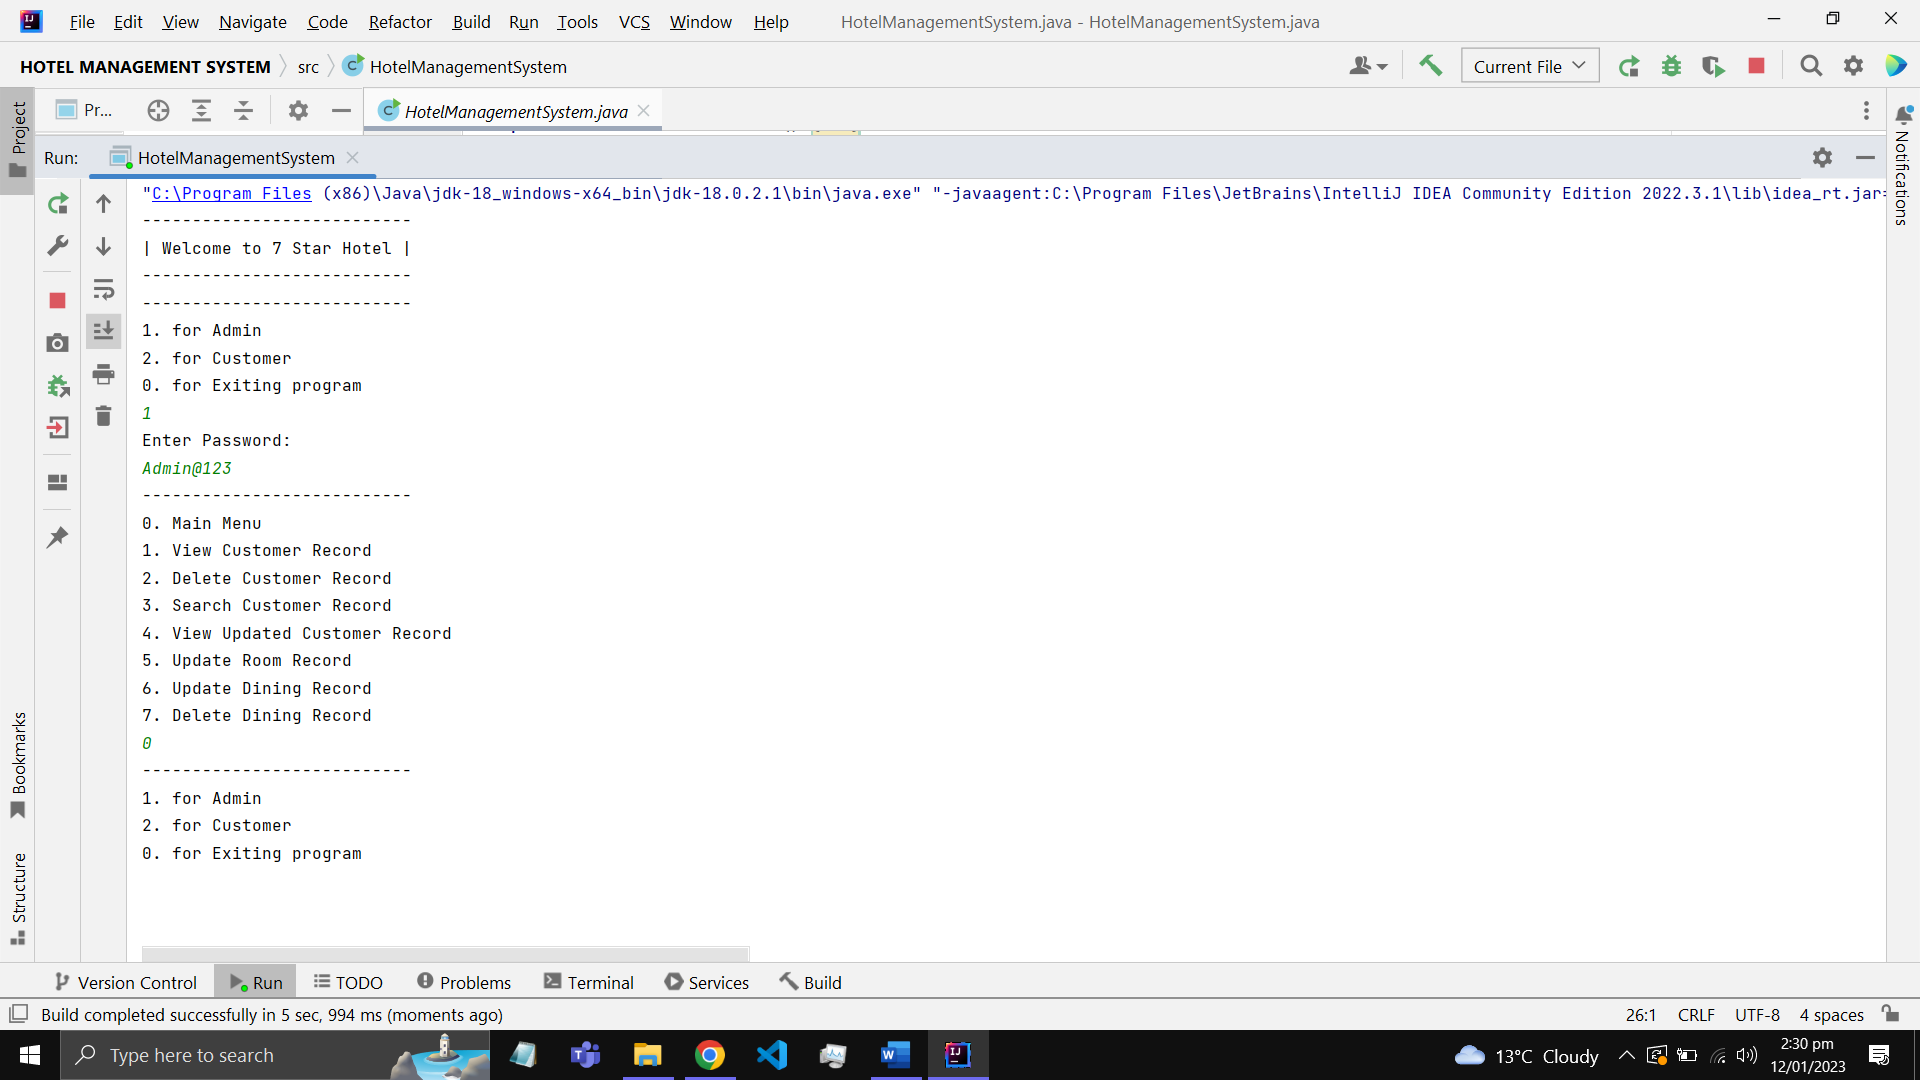 File Edit View Navigate Code Refactor Build Run Tools VCS Window Help HotelManagementSystem.java - HotelManagementSystem.java
HOTEL MANAGEMENT SYSTEM src HotelManagementSystem Current File
Project
Pr... HotelManagementSystem.java
Notifications
Run: HotelManagementSystem
"C:\Program Files (x86)\Java\jdk-18_windows-x64_bin\jdk-18.0.2.1\bin\java.exe" "-javaagent:C:\Program Files\JetBrains\IntelliJ IDEA Community Edition 2022.3.1\lib\idea_rt.jar=
---------------------------
| Welcome to 7 Star Hotel |
---------------------------
---------------------------
1. for Admin
2. for Customer
0. for Exiting program
1
Enter Password:
Admin@123
---------------------------
0. Main Menu
1. View Customer Record
2. Delete Customer Record
3. Search Customer Record
4. View Updated Customer Record
5. Update Room Record
6. Update Dining Record
7. Delete Dining Record
0
---------------------------
1. for Admin
2. for Customer
0. for Exiting program
Bookmarks
Structure
Version Control Run TODO Problems Terminal Services Build
Build completed successfully in 5 sec, 994 ms (moments ago) 26:1 CRLF UTF-8 4 spaces
Type here to search 13°C Cloudy 2:30 pm
12/01/2023